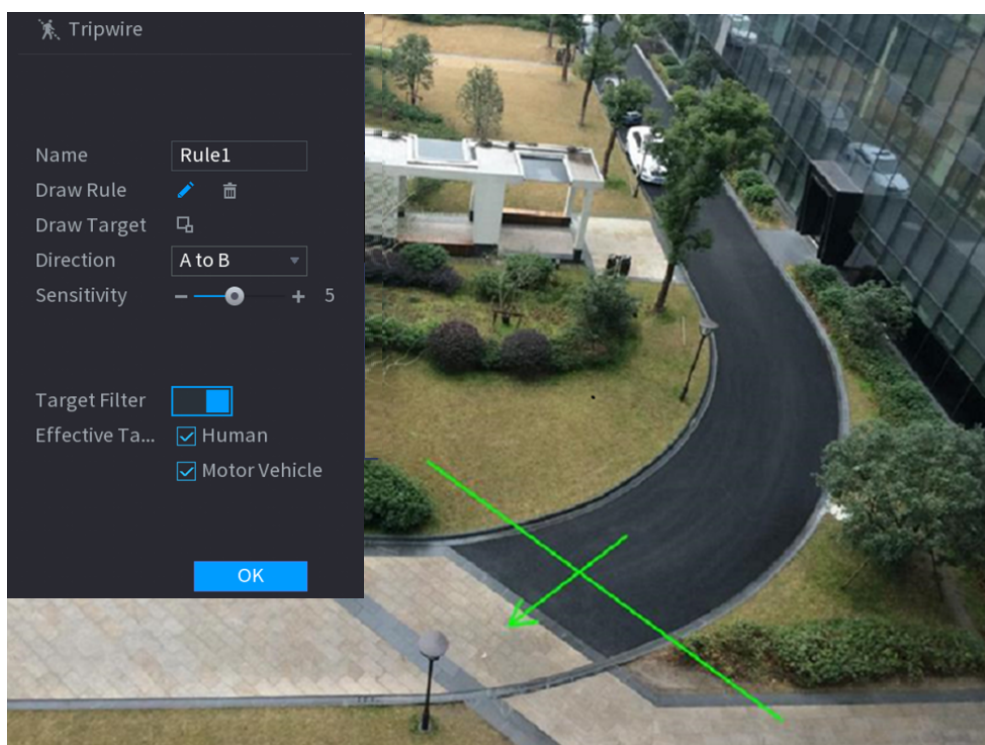 Tripwire
Name Rule1
Draw Rule
Draw Target
Direction A to B
Sensitivity - + 5
Target Filter
Effective Ta... Human
Motor Vehicle
OK